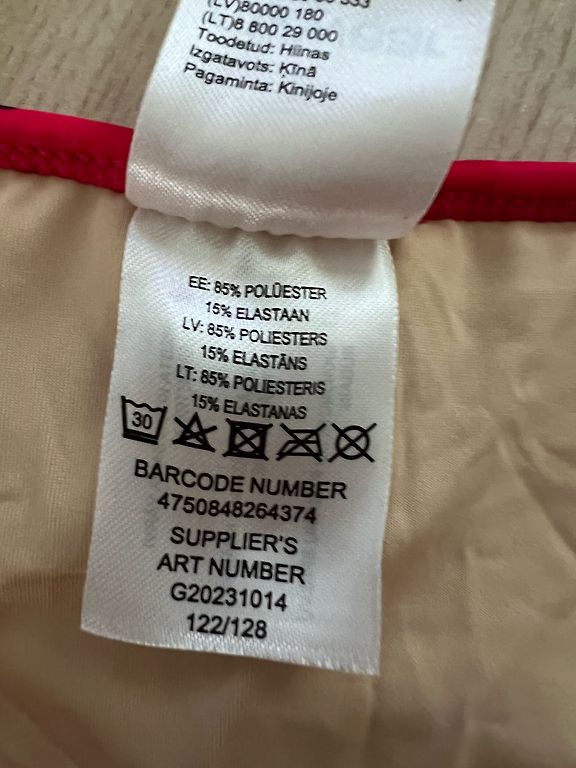 (LV)80000 180
(LT)8 800 29 000
Toodetud: Hiinas
Izgatavots: Ķīnā
Pagaminta: Kinijoje
EE: 85% POLÜESTER
15% ELASTAAN
LV: 85% POLIESTERS
15% ELASTĀNS
LT: 85% POLIESTERIS
15% ELASTANAS
30
BARCODE NUMBER
4750848264374
SUPPLIER'S
ART NUMBER
G20231014
122/128